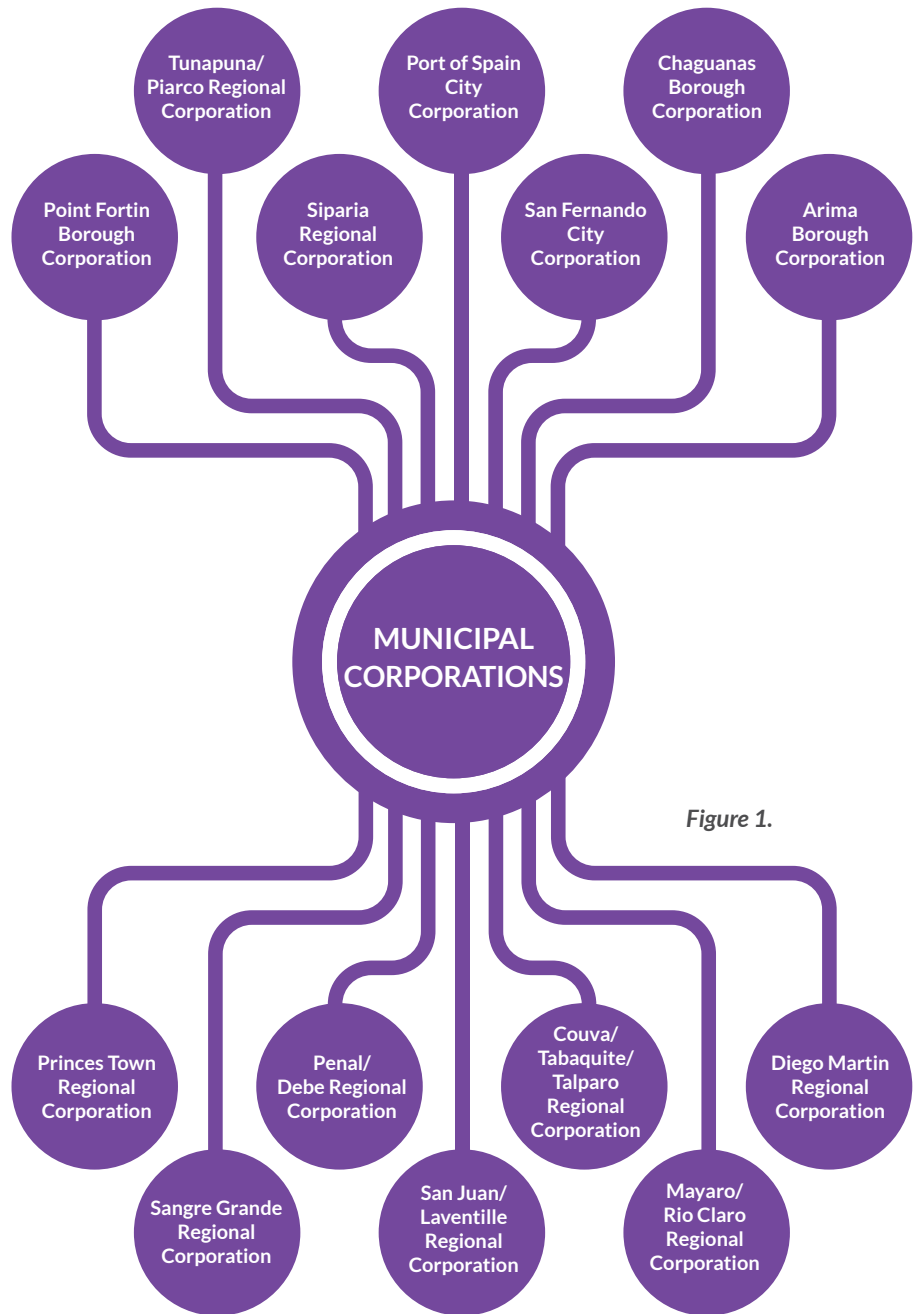 Tunapuna/
Piarco Regional
Corporation
Port of Spain
City
Corporation
Chaguanas
Borough
Corporation
Point Fortin
Borough
Corporation
Siparia
Regional
Corporation
San Fernando
City
Corporation
Arima
Borough
Corporation
MUNICIPAL
CORPORATIONS
Figure 1.
Princes Town
Regional
Corporation
Penal/
Debe Regional
Corporation
Couva/
Tabaquite/
Talparo
Regional
Corporation
Diego Martin
Regional
Corporation
Sangre Grande
Regional
Corporation
San Juan/
Laventille
Regional
Corporation
Mayaro/
Rio Claro
Regional
Corporation